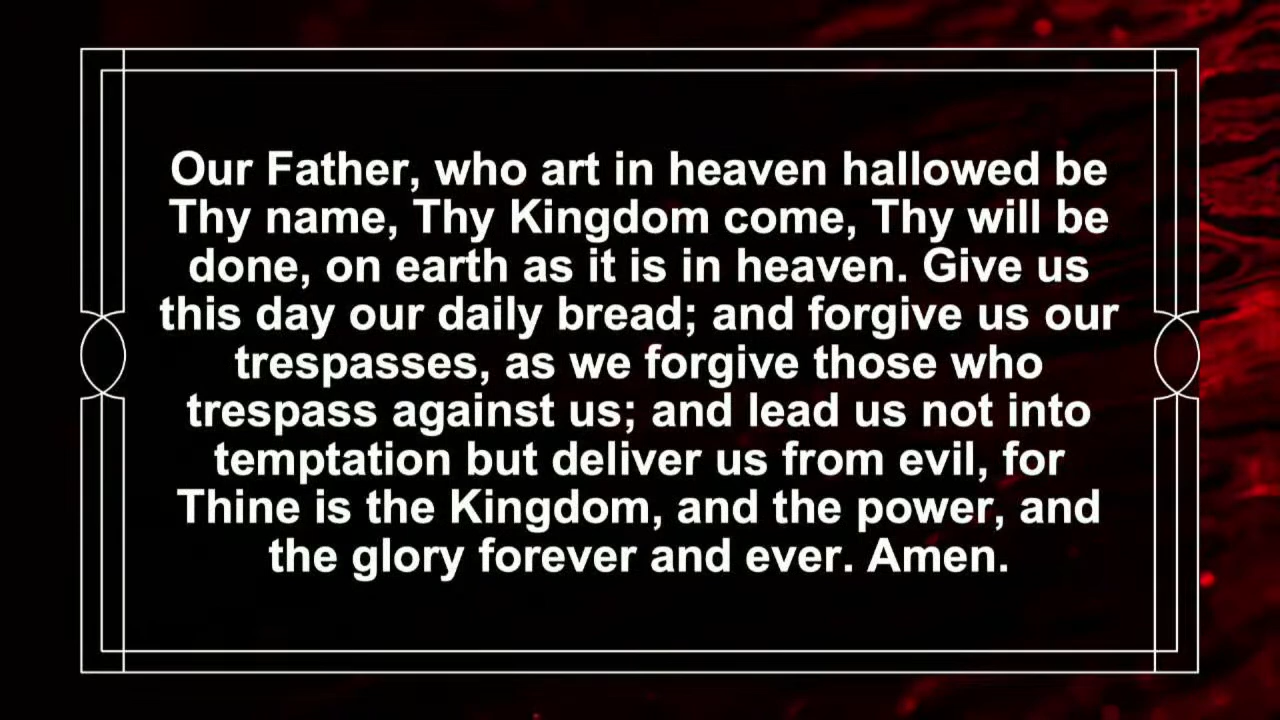 Our Father, who art in heaven hallowed be
Thy name, Thy Kingdom come, Thy will be
done, on earth as it is in heaven. Give us
this day our daily bread; and forgive us our
trespasses, as we forgive those who
trespass against us; and lead us not into
temptation but deliver us from evil, for
Thine is the Kingdom, and the power, and
the glory forever and ever. Amen.